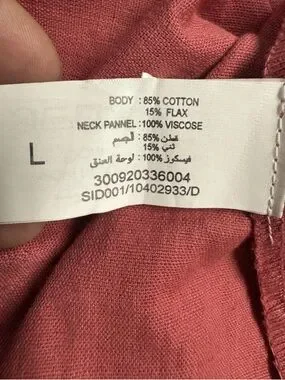 BODY : 85% COTTON
15% FLAX
NECK PANNEL : 100% VISCOSE
قطن 85% : الجسم
تني 15%
فيسكوز 100% : لوحة العنق
L
300920336004
SID001/10402933/D